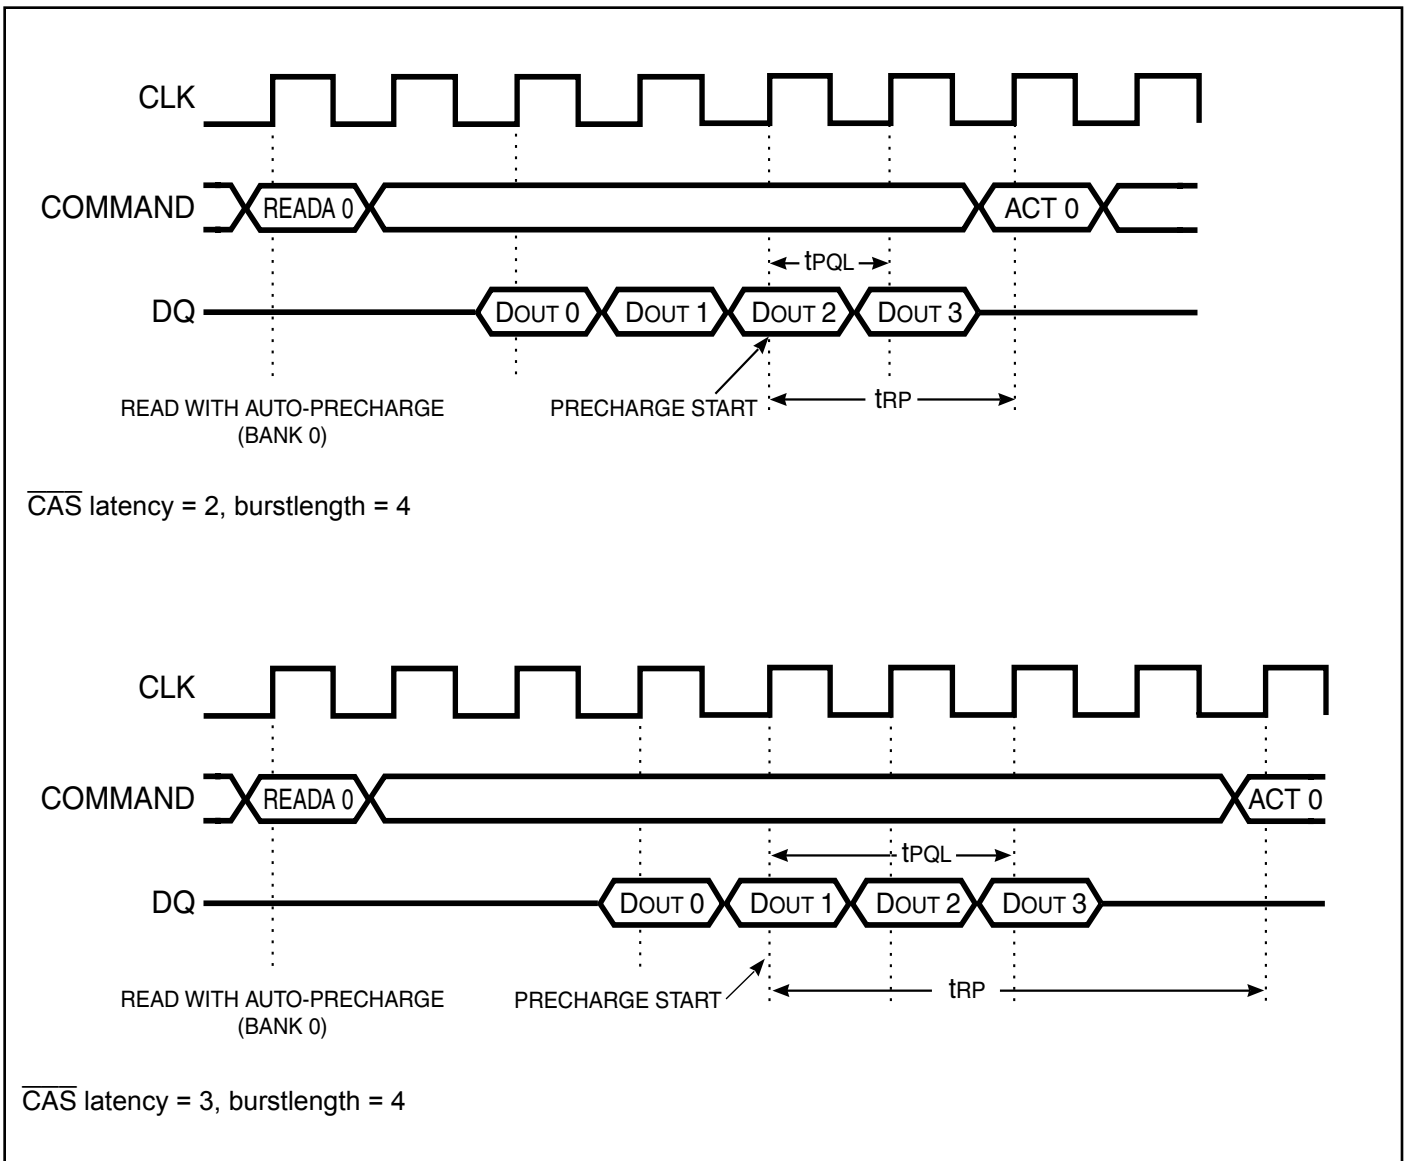 CLK
COMMAND READA 0 ACT 0
tPQL
DQ DOUT 0 DOUT 1 DOUT 2 DOUT 3
READ WITH AUTO-PRECHARGE
(BANK 0)
PRECHARGE START
tRP
CAS latency = 2, burstlength = 4
CLK
COMMAND READA 0 ACT 0
tPQL
DQ DOUT 0 DOUT 1 DOUT 2 DOUT 3
READ WITH AUTO-PRECHARGE
(BANK 0)
PRECHARGE START
tRP
CAS latency = 3, burstlength = 4